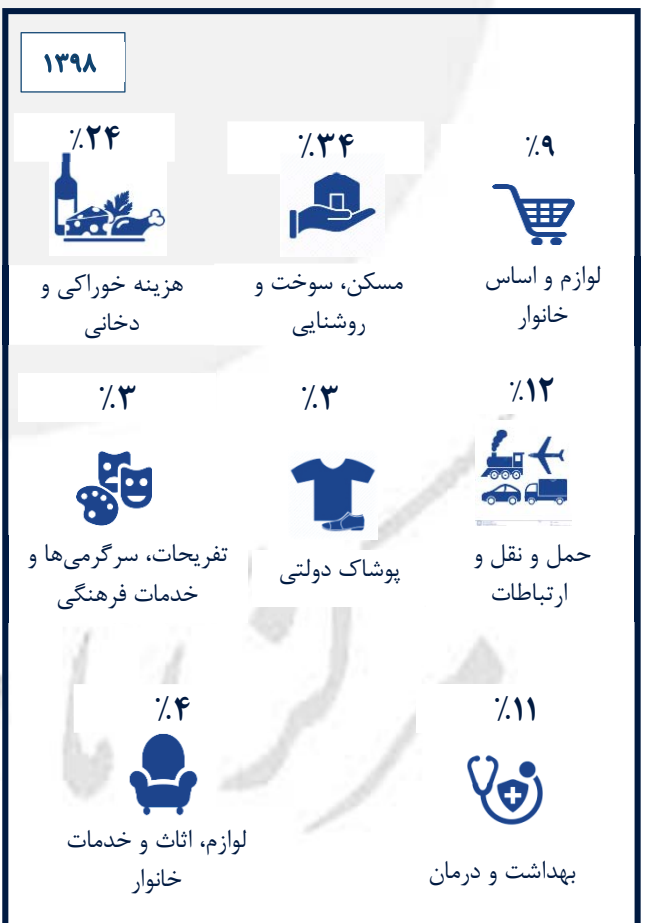 ۱۳۹۸
٪۹
لوازم و اساس
خانوار
٪۳۴
مسکن، سوخت و
روشنایی
٪۲۴
هزینه خوراکی و
دخانی
٪۱۲
حمل و نقل و
ارتباطات
٪۳
پوشاک دولتی
٪۳
تفریحات، سرگرمی‌ها و
خدمات فرهنگی
٪۱۱
بهداشت و درمان
٪۴
لوازم، اثاث و خدمات
خانوار